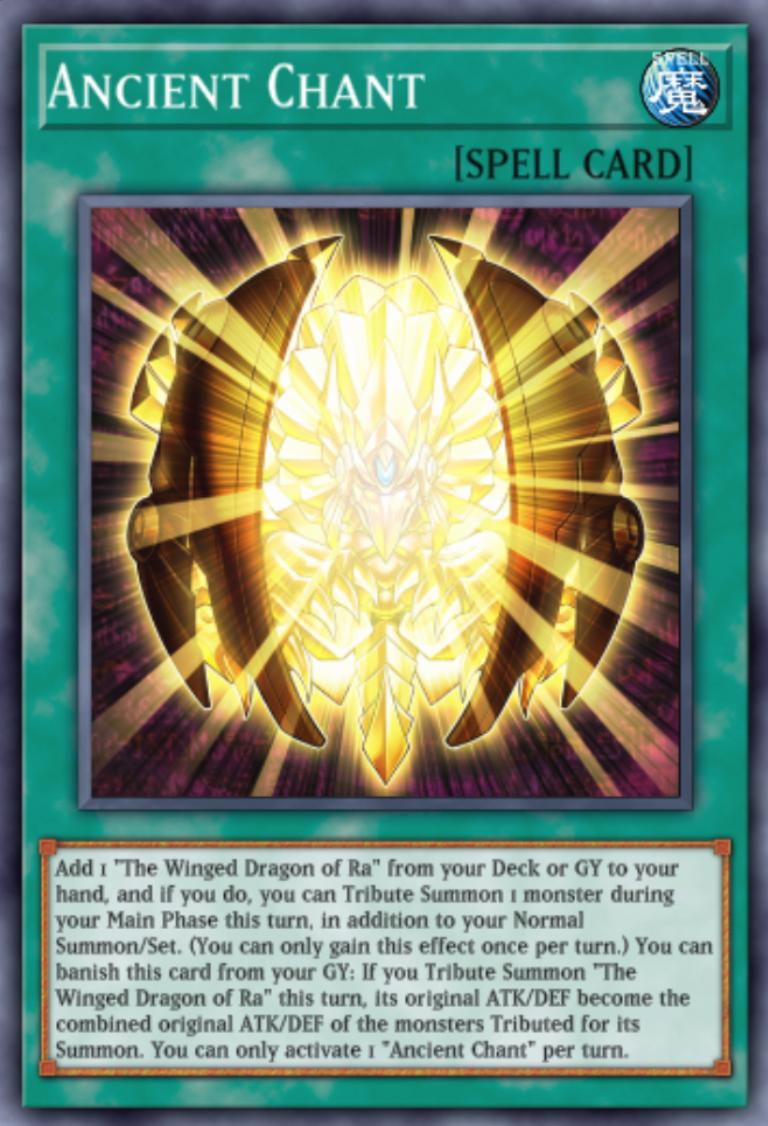 ANCIENT CHANT
SPELL
魔
[SPELL CARD]
Add 1 "The Winged Dragon of Ra" from your Deck or GY to your
hand, and if you do, you can Tribute Summon 1 monster during
your Main Phase this turn, in addition to your Normal
Summon/Set. (You can only gain this effect once per turn.) You can
banish this card from your GY: If you Tribute Summon "The
Winged Dragon of Ra" this turn, its original ATK/DEF become the
combined original ATK/DEF of the monsters Tributed for its
Summon. You can only activate 1 "Ancient Chant" per turn.